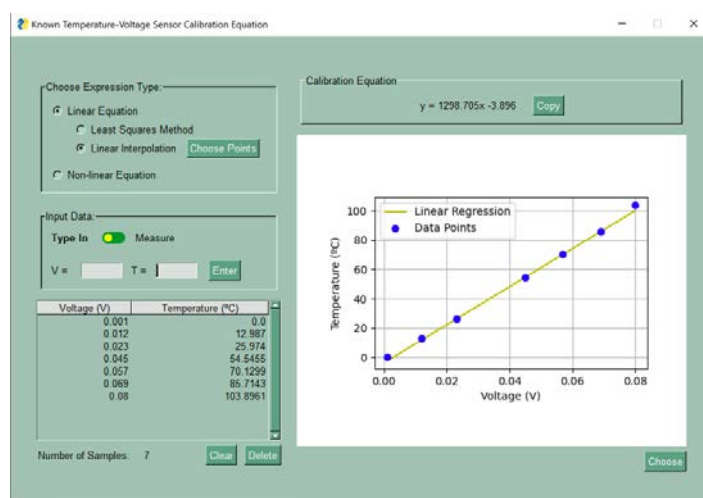 Known Temperature-Voltage Sensor Calibration Equation
Choose Expression Type:
Linear Equation
Least Squares Method
Linear Interpolation Choose Points
Non-linear Equation
Input Data:
Type In Measure
V = T = Enter
Voltage (V) Temperature (ºC)
0.001 0.0
0.012 12.987
0.023 25.974
0.045 54.5455
0.057 70.1299
0.069 85.7143
0.08 103.8961
Number of Samples: 7 Clear Delete
Calibration Equation
y = 1298.705x -3.896 Copy
Linear Regression
Data Points
Temperature (ºC)
100
80
60
40
20
0
0.00 0.02 0.04 0.06 0.08
Voltage (V)
Choose